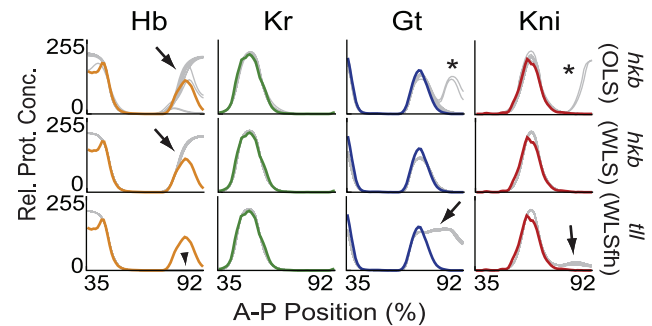 Hb Kr Gt Kni
255
0
*
*
hkb
(OLS)
255
0
hkb
(WLS)
255
0
tll
(WLSfh)
Rel. Prot. Conc.
35 92 35 92 35 92 35 92
A-P Position (%)